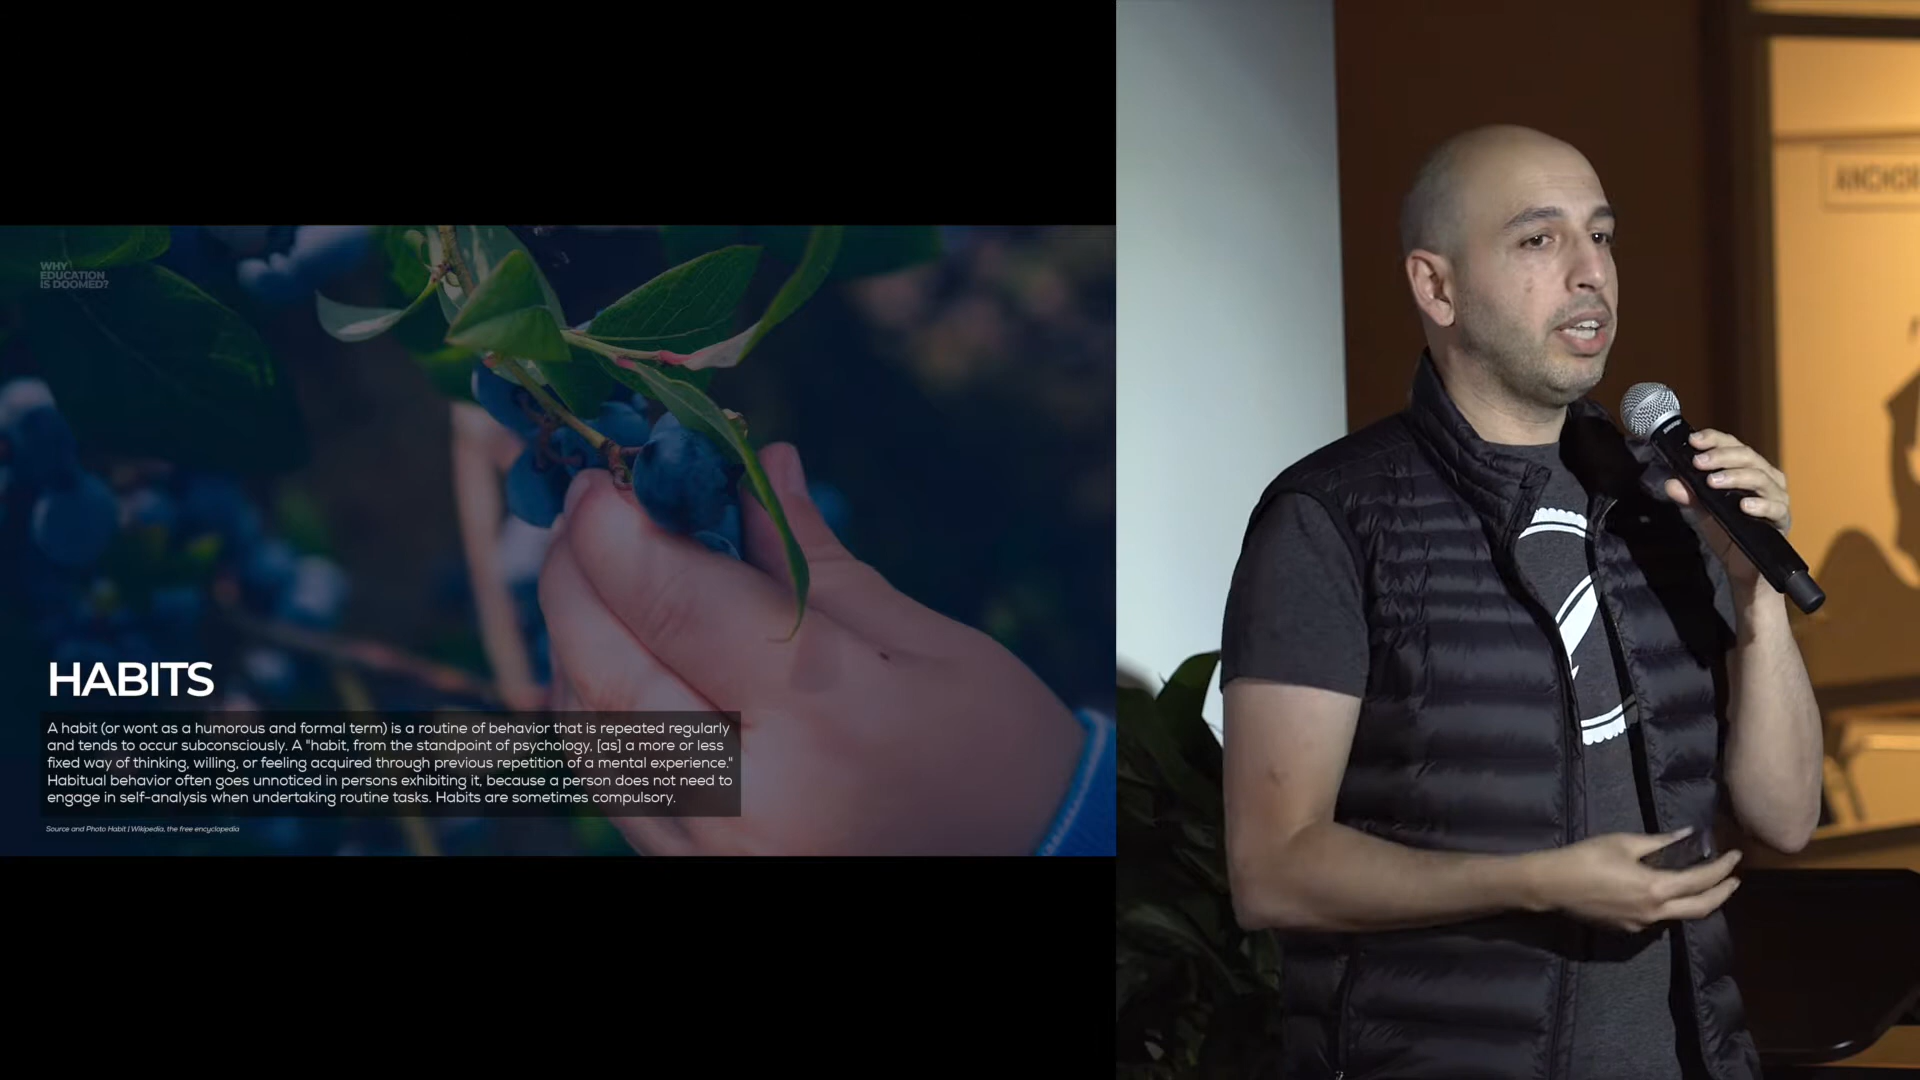 WHY
EDUCATION
IS DOOMED?
HABITS
A habit (or wont as a humorous and formal term) is a routine of behavior that is repeated regularly
and tends to occur subconsciously. A "habit, from the standpoint of psychology, [as] a more or less
fixed way of thinking, willing, or feeling acquired through previous repetition of a mental experience."
Habitual behavior often goes unnoticed in persons exhibiting it, because a person does not need to
engage in self-analysis when undertaking routine tasks. Habits are sometimes compulsory.
Source and Photo Habit | Wikipedia, the free encyclopedia